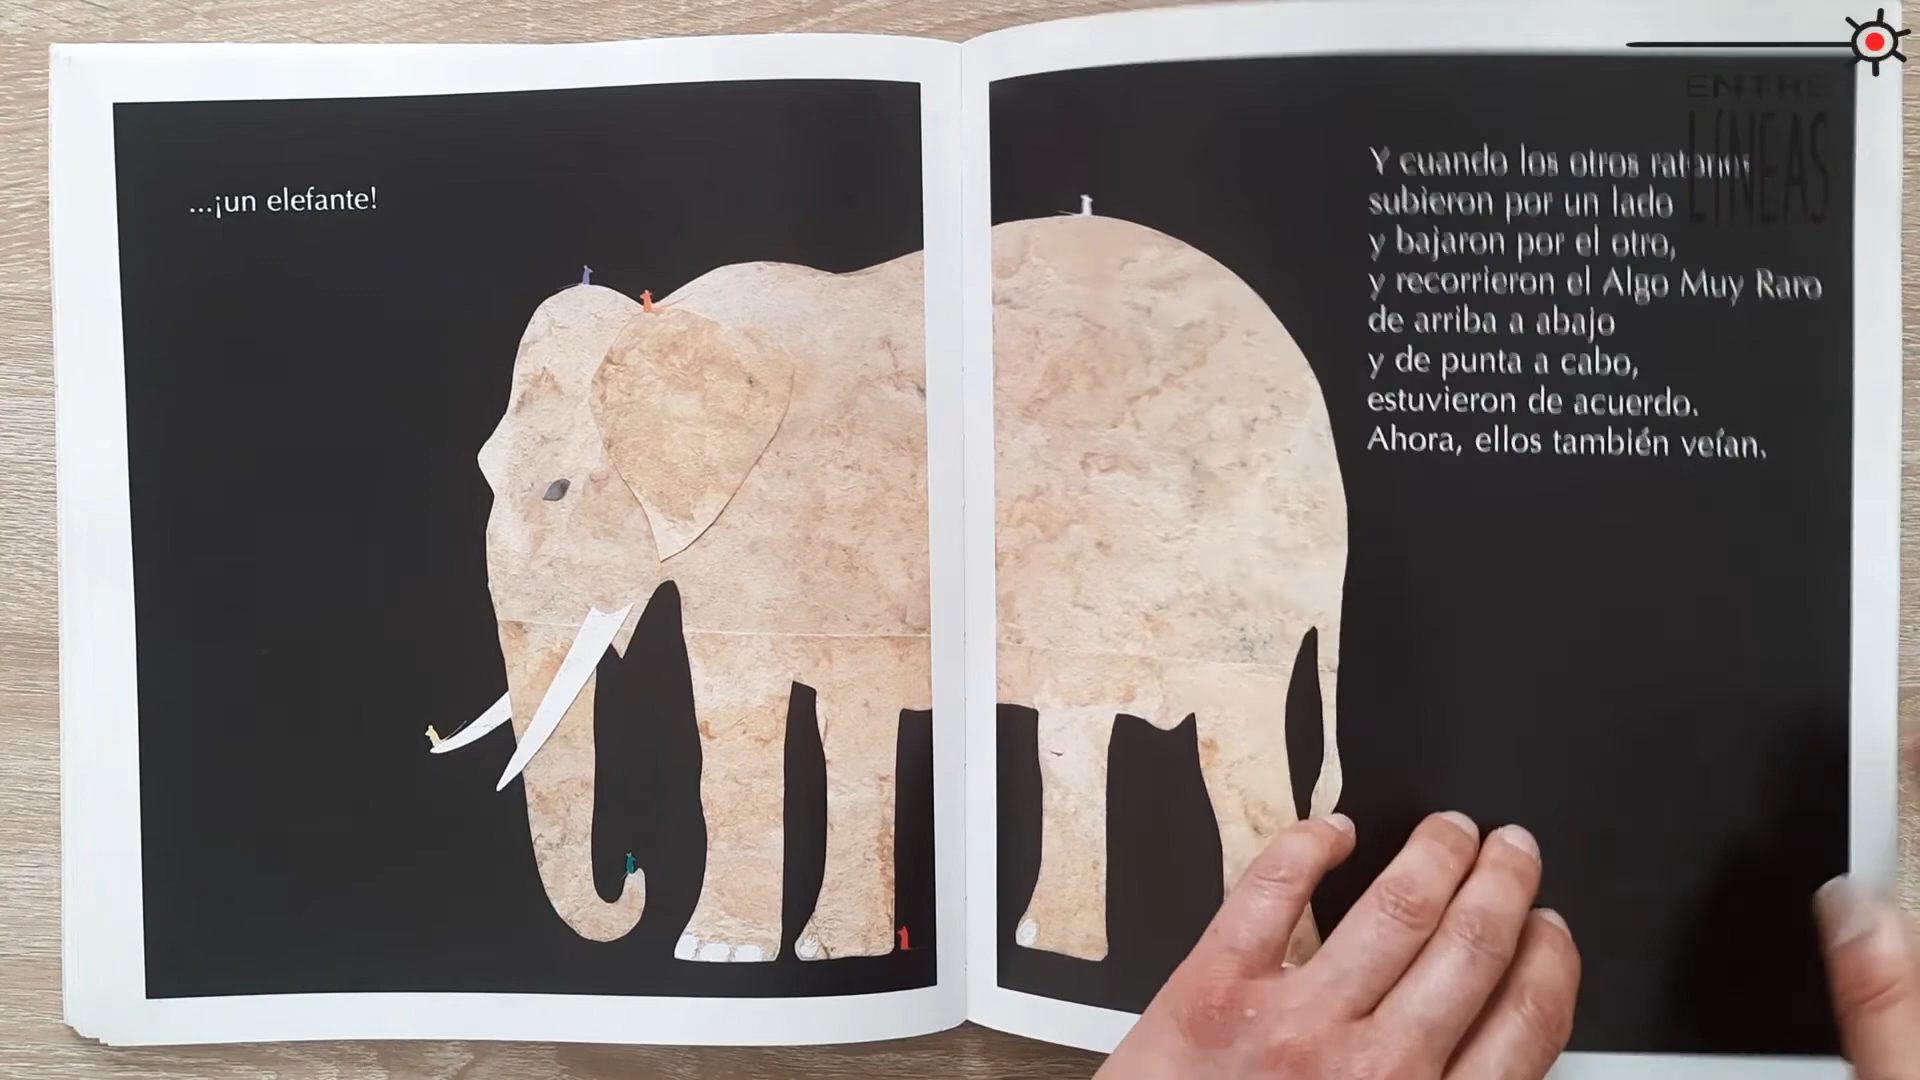 ...¡un elefante!
Y cuando los otros ratones
subieron por un lado
y bajaron por el otro,
y recorrieron el Algo Muy Raro
de arriba a abajo
y de punta a cabo,
estuvieron de acuerdo.
Ahora, ellos también veían.
ENTRE
LÍNEAS